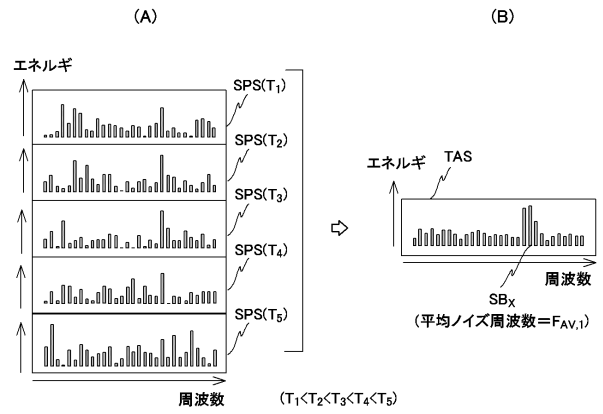 (A)
(B)
エネルギ
SPS(T1)
SPS(T2)
SPS(T3)
SPS(T4)
SPS(T5)
周波数
(T1<T2<T3<T4<T5)
エネルギ
TAS
周波数
SBX
(平均ノイズ周波数=FAV,1)